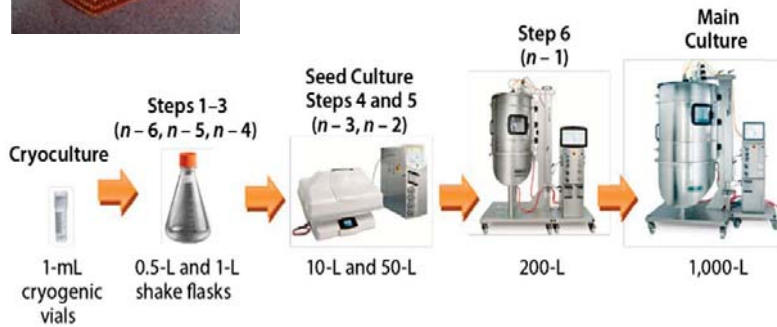 Cryoculture
1-mL
cryogenic
vials
Steps 1–3
(n – 6, n – 5, n – 4)
0.5-L and 1-L
shake flasks
Seed Culture
Steps 4 and 5
(n – 3, n – 2)
10-L and 50-L
Step 6
(n – 1)
200-L
Main
Culture
1,000-L